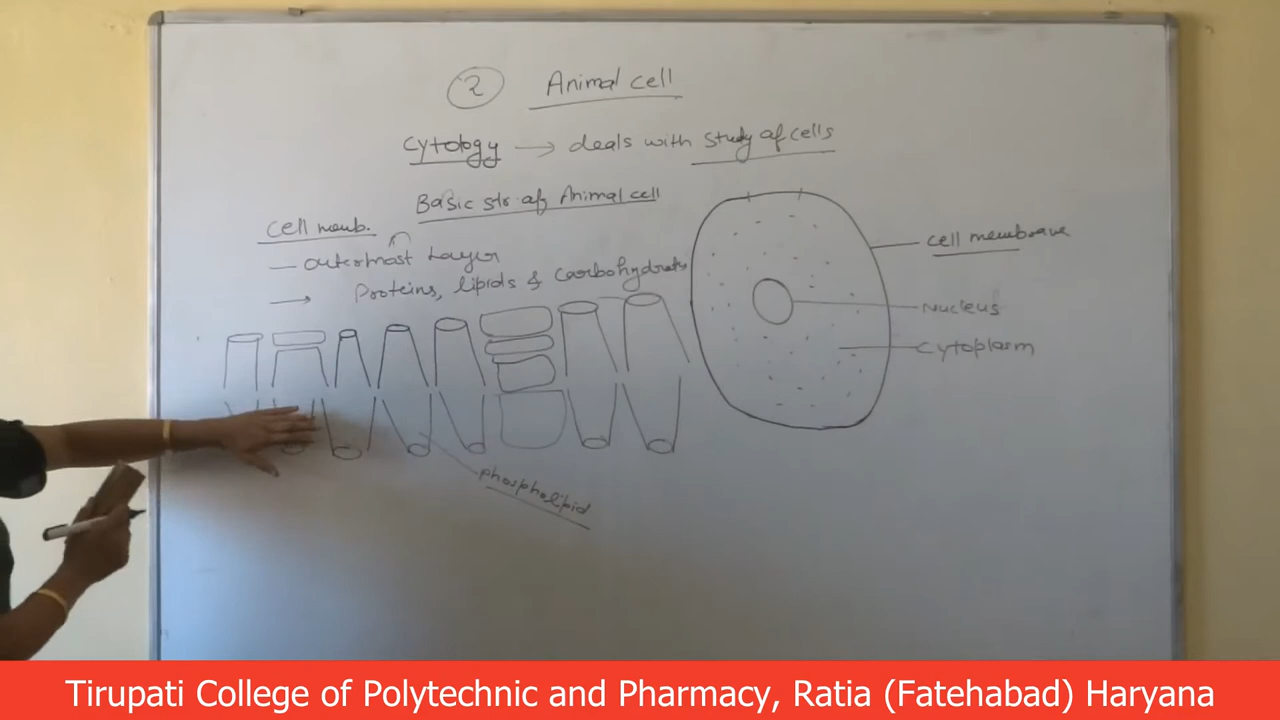 2 Animal cell
Cytology → deals with study of cells
Basic str of Animal cell
Cell memb.
— outermost Layer
→ Proteins, lipids & Carbohydrates
cell membrane
Nucleus
Cytoplasm
phospholipid
Tirupati College of Polytechnic and Pharmacy, Ratia (Fatehabad) Haryana